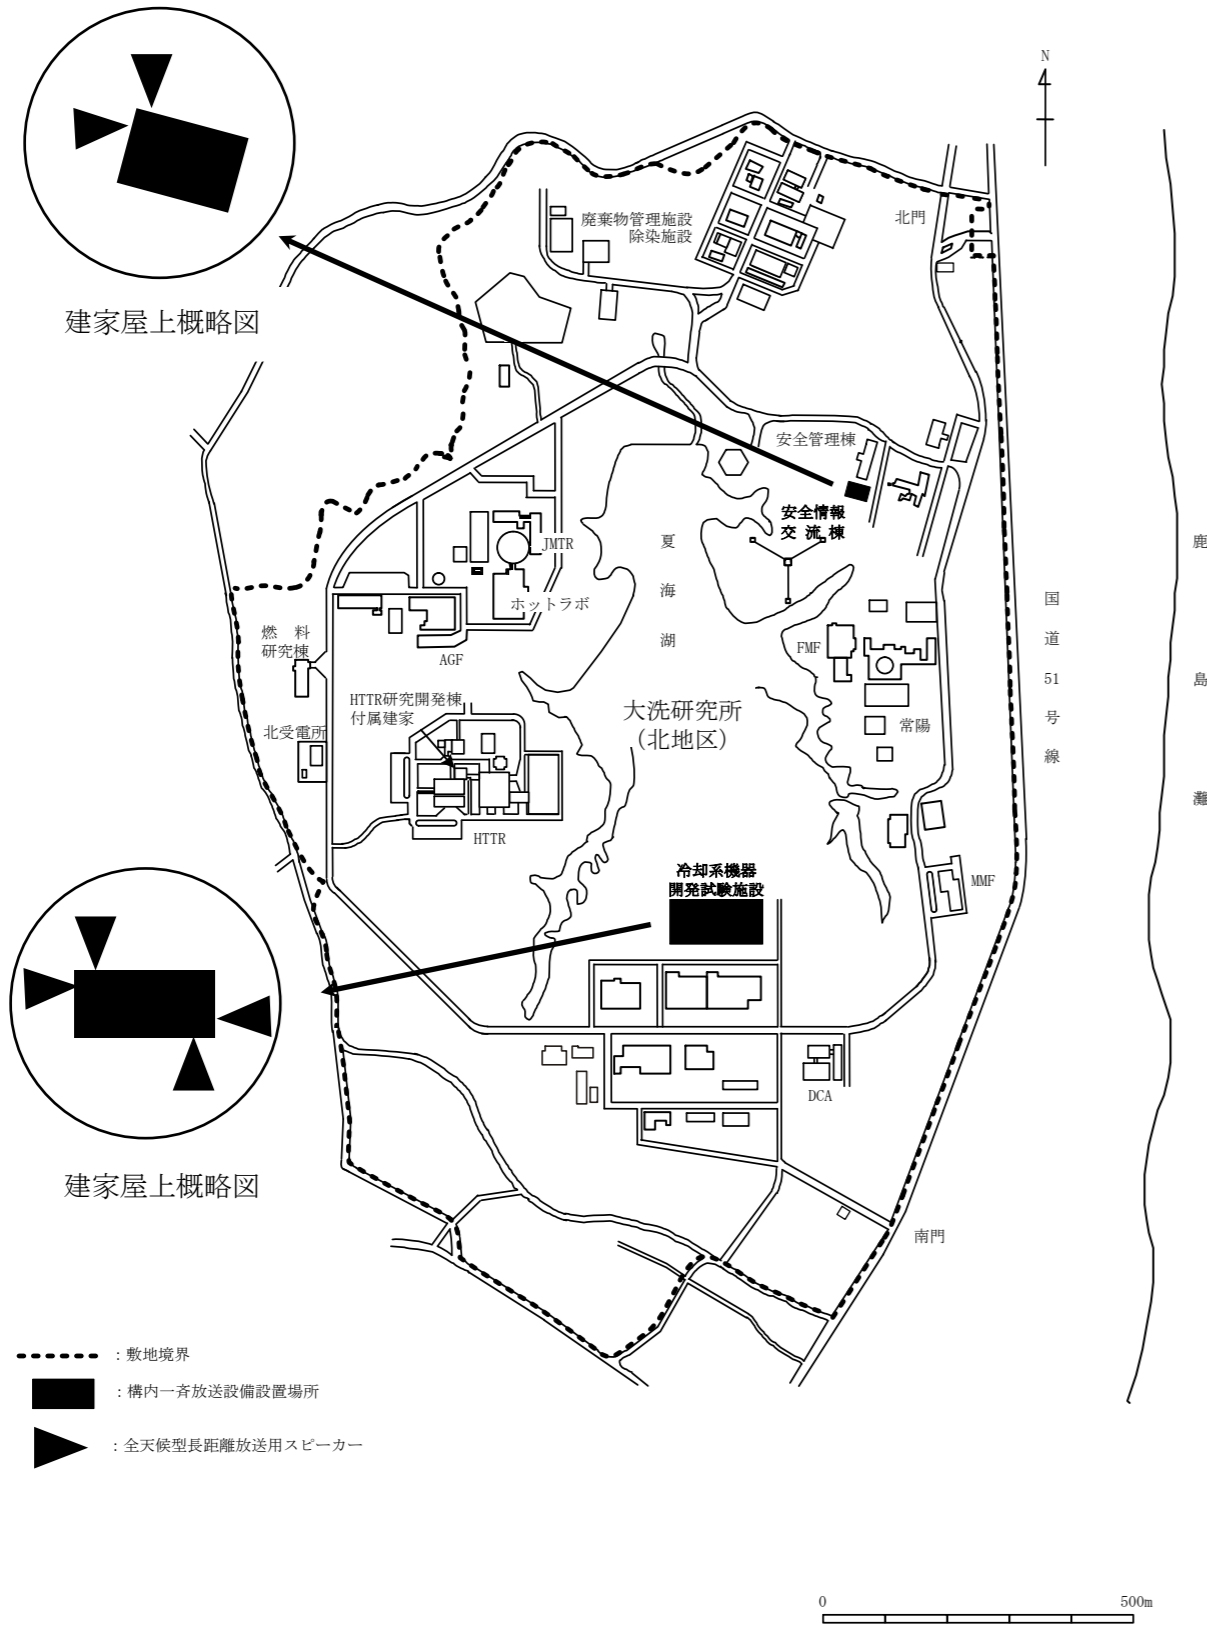 N
北門
廃棄物管理施設
除染施設
建家屋上概略図
安全管理棟
安全情報
交 流 棟
夏
海
湖
JMTR
ホットラボ
AGF
燃　料
研究棟
北受電所
HTTR研究開発棟
付属建家
HTTR
大洗研究所
(北地区)
FMF
常陽
国
道
51
号
線
鹿
島
灘
MMF
冷却系機器
開発試験施設
DCA
建家屋上概略図
南門
：敷地境界
：構内一斉放送設備設置場所
：全天候型長距離放送用スピーカー
0 500m